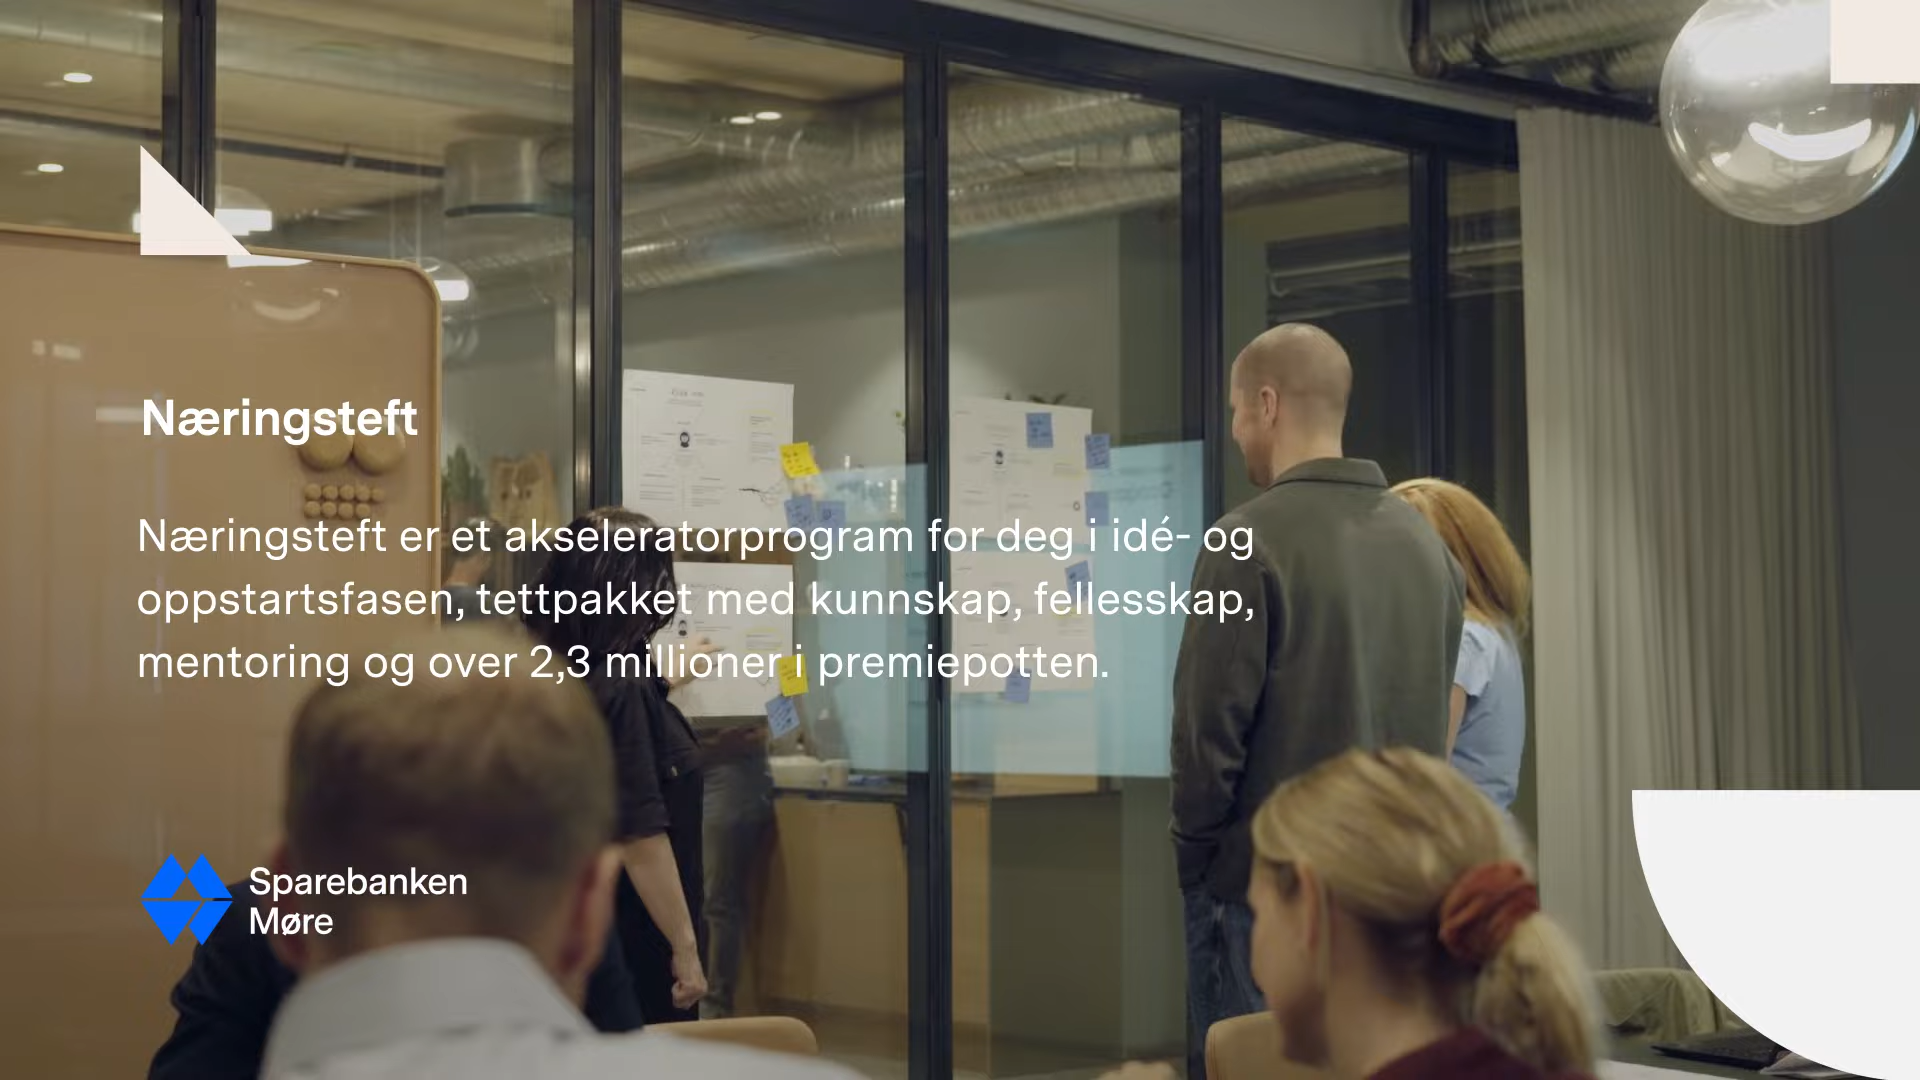 Næringsteft
Næringsteft er et akseleratorprogram for deg i idé- og
oppstartsfasen, tettpakket med kunnskap, fellesskap,
mentoring og over 2,3 millioner i premiepotten.
Sparebanken
Møre